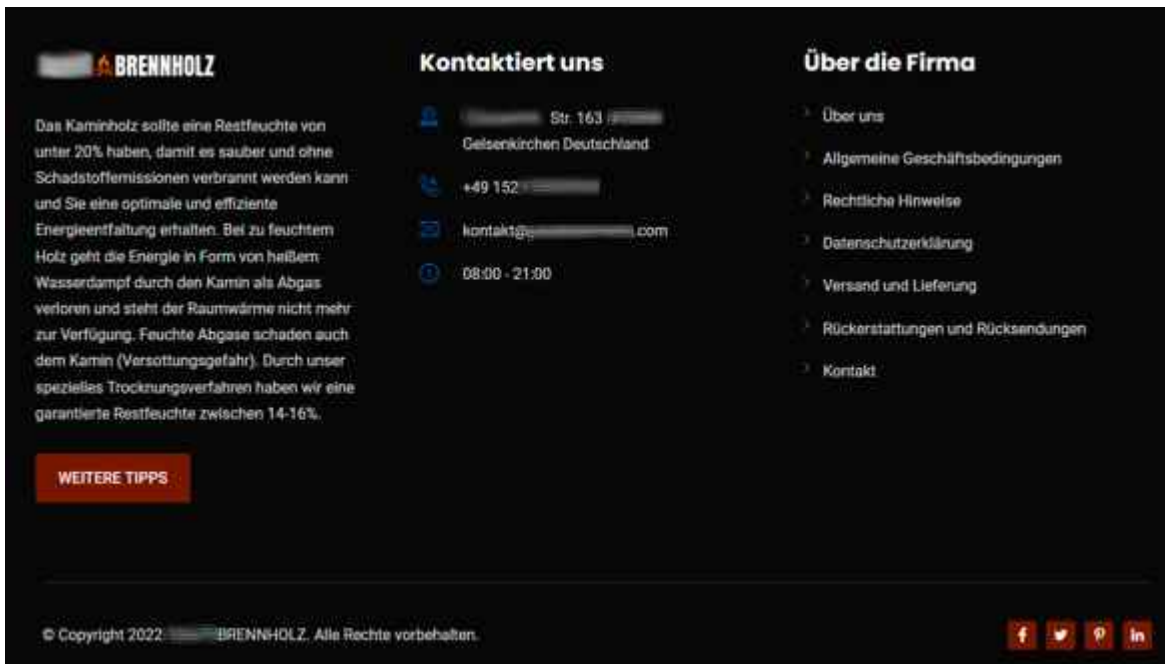 BRENNHOLZ
Das Kaminholz sollte eine Restfeuchte von
unter 20% haben, damit es sauber und ohne
Schadstoffemissionen verbrannt werden kann
und Sie eine optimale und effiziente
Energieentfaltung erhalten. Bei zu feuchtem
Holz geht die Energie in Form von heißem
Wasserdampf durch den Kamin als Abgas
verloren und steht der Raumwärme nicht mehr
zur Verfügung. Feuchte Abgase schaden auch
dem Kamin (Versottungsgefahr). Durch unser
spezielles Trocknungsverfahren haben wir eine
garantierte Restfeuchte zwischen 14-16%.
WEITERE TIPPS
Kontaktiert uns
Str. 163
Gelsenkirchen Deutschland
+49 152
kontakt@
.com
08:00 - 21:00
Über die Firma
Über uns
Allgemeine Geschäftsbedingungen
Rechtliche Hinweise
Datenschutzerklärung
Versand und Lieferung
Rückerstattungen und Rücksendungen
Kontakt
© Copyright 2022 BRENNHOLZ. Alle Rechte vorbehalten.